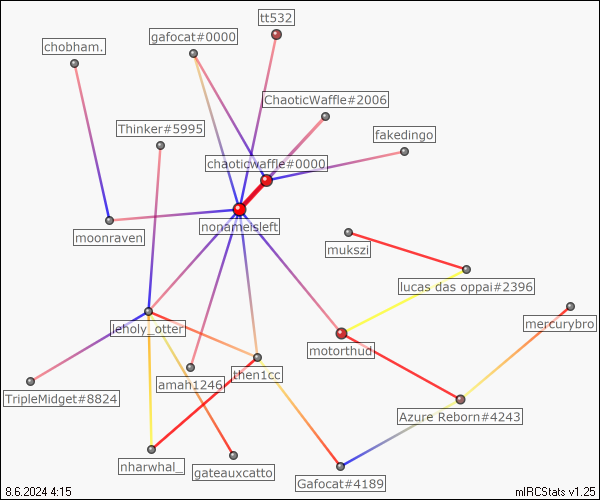 tt532
gafocat#0000
chobham.
ChaoticWaffle#2006
Thinker#5995
fakedingo
chaoticwaffle#0000
nonameisleft
moonraven
mukszi
lucas das oppai#2396
mercurybro
leholy_otter
motorthud
then1cc
amah1246
TripleMidget#8824
Azure Reborn#4243
nharwhal_
gateauxcatto
Gafocat#4189
8.6.2024 4:15
mIRCStats v1.25